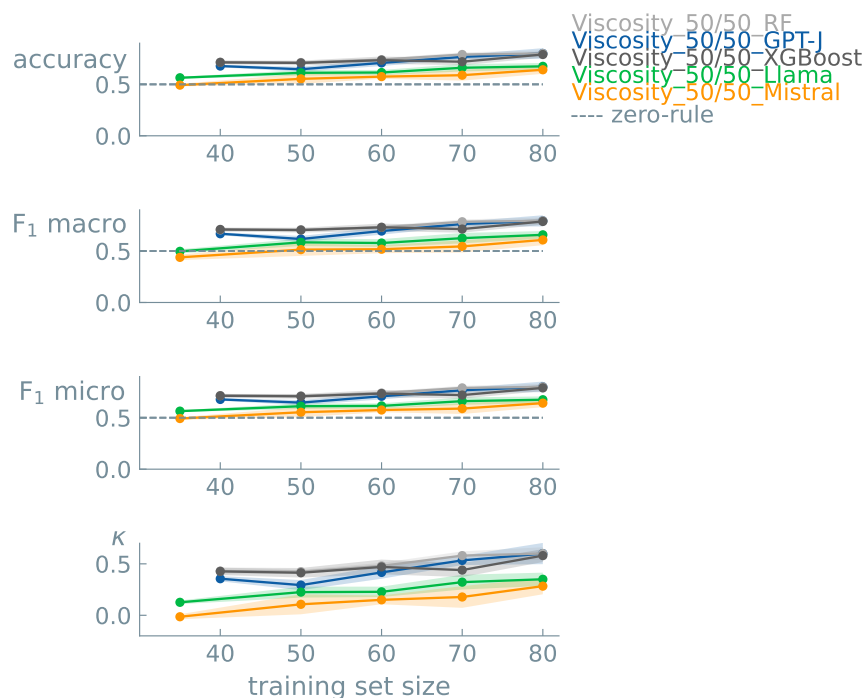 Viscosity_50/50_RF
Viscosity_50/50_GPT-J
Viscosity_50/50_XGBoost
Viscosity_50/50_Llama
Viscosity_50/50_Mistral
zero-rule
accuracy
0.5
0.0
40 50 60 70 80
F₁ macro
0.5
0.0
40 50 60 70 80
F₁ micro
0.5
0.0
40 50 60 70 80
κ
0.5
0.0
40 50 60 70 80
training set size